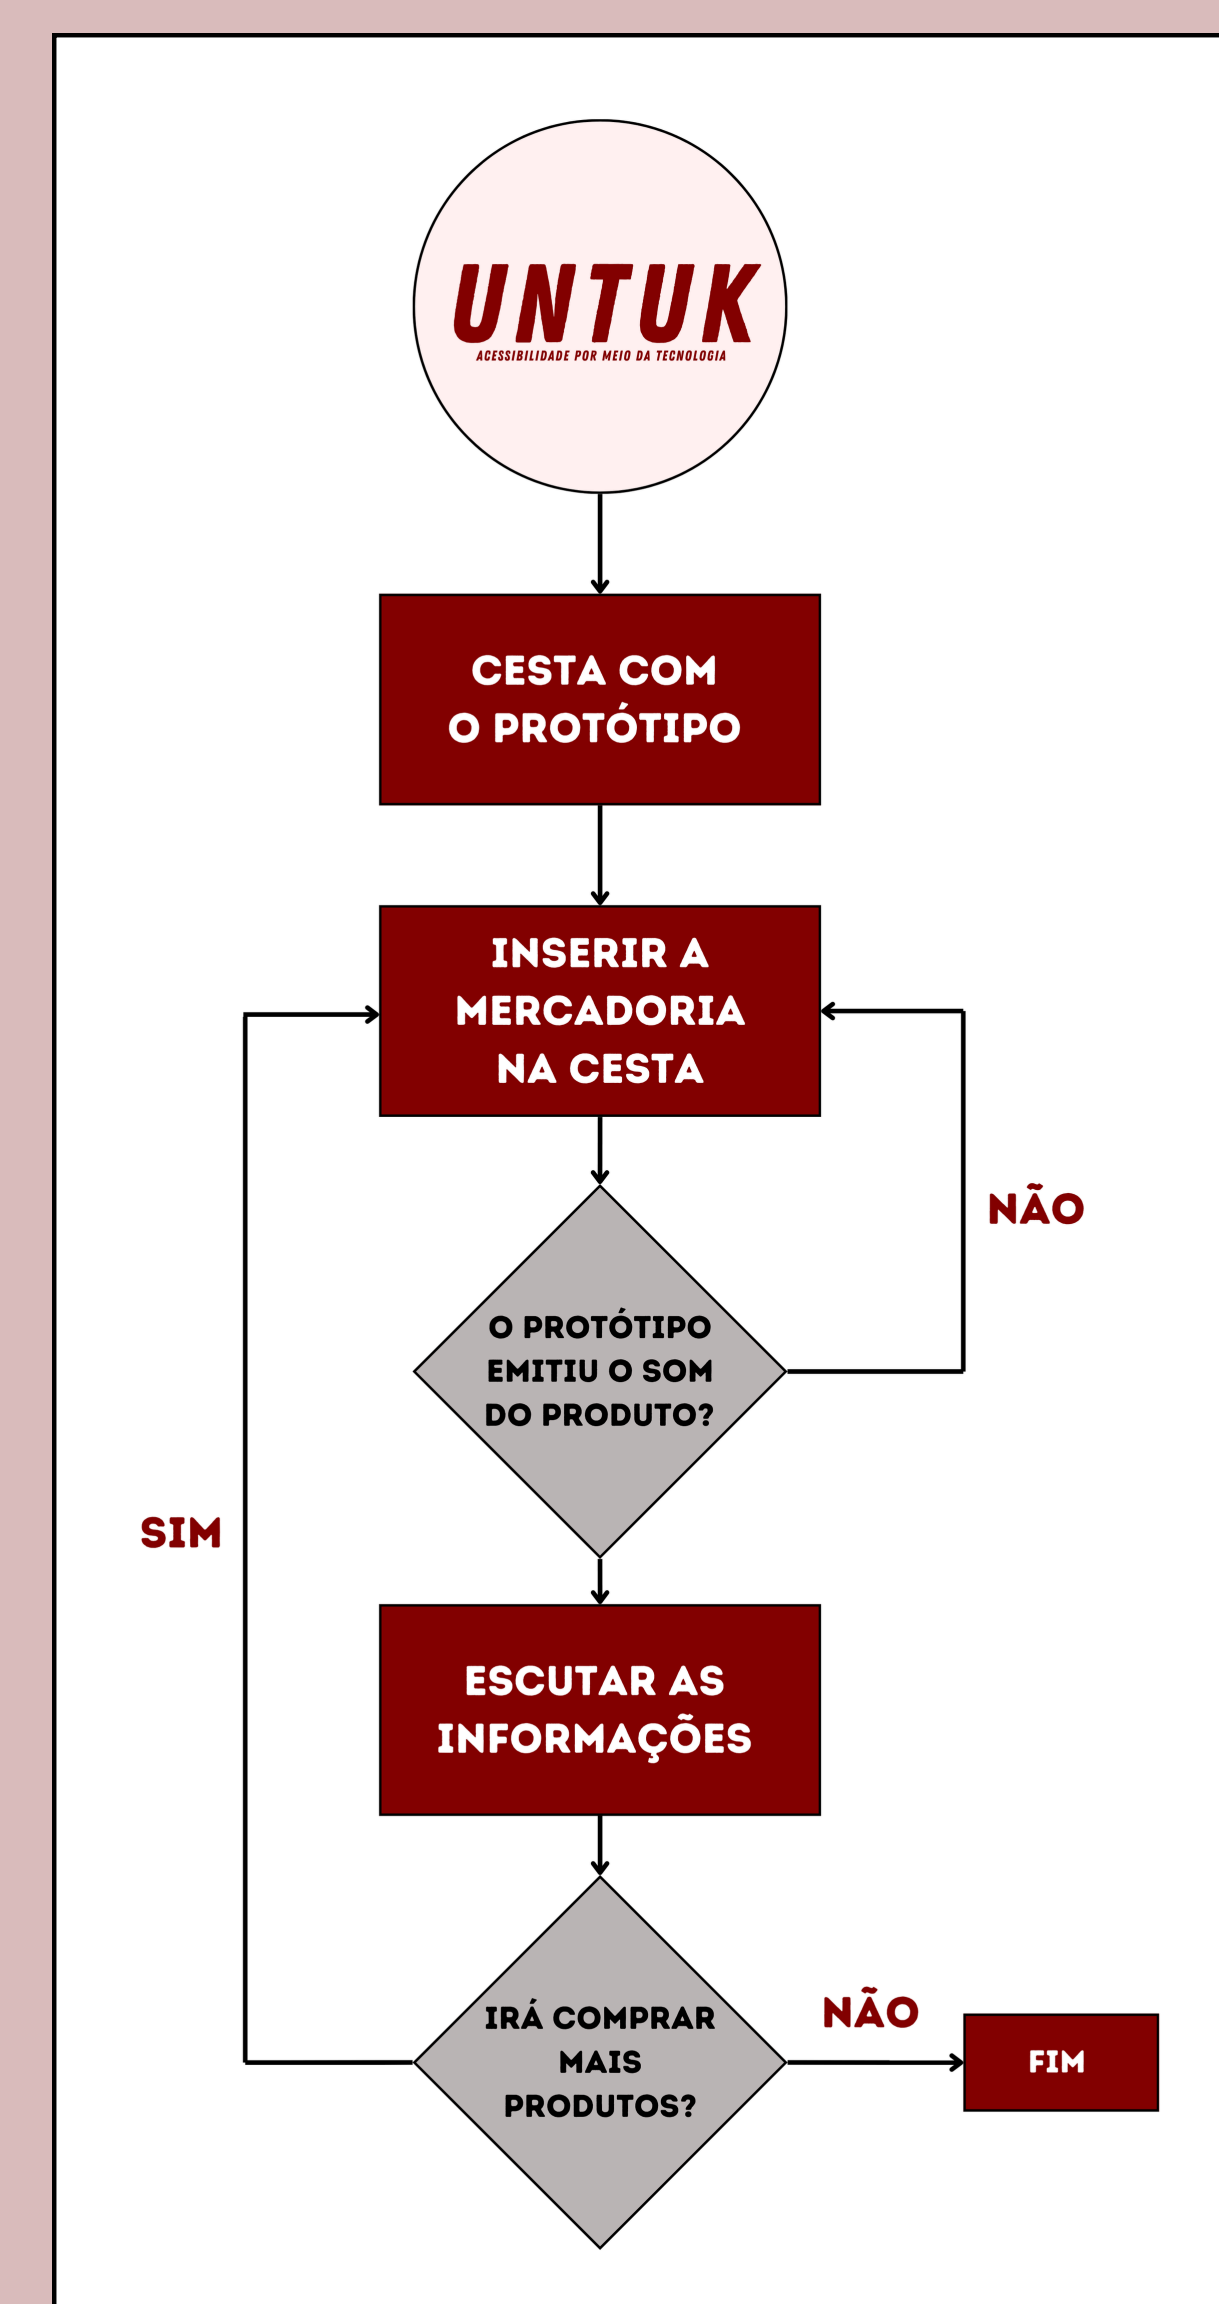 UNTUK
ACESSIBILIDADE POR MEIO DA TECNOLOGIA
CESTA COM
O PROTÓTIPO
INSERIR A
MERCADORIA
NA CESTA
NÃO
O PROTÓTIPO
EMITIU O SOM
DO PRODUTO?
SIM
ESCUTAR AS
INFORMAÇÕES
IRÁ COMPRAR
MAIS
PRODUTOS?
NÃO
FIM